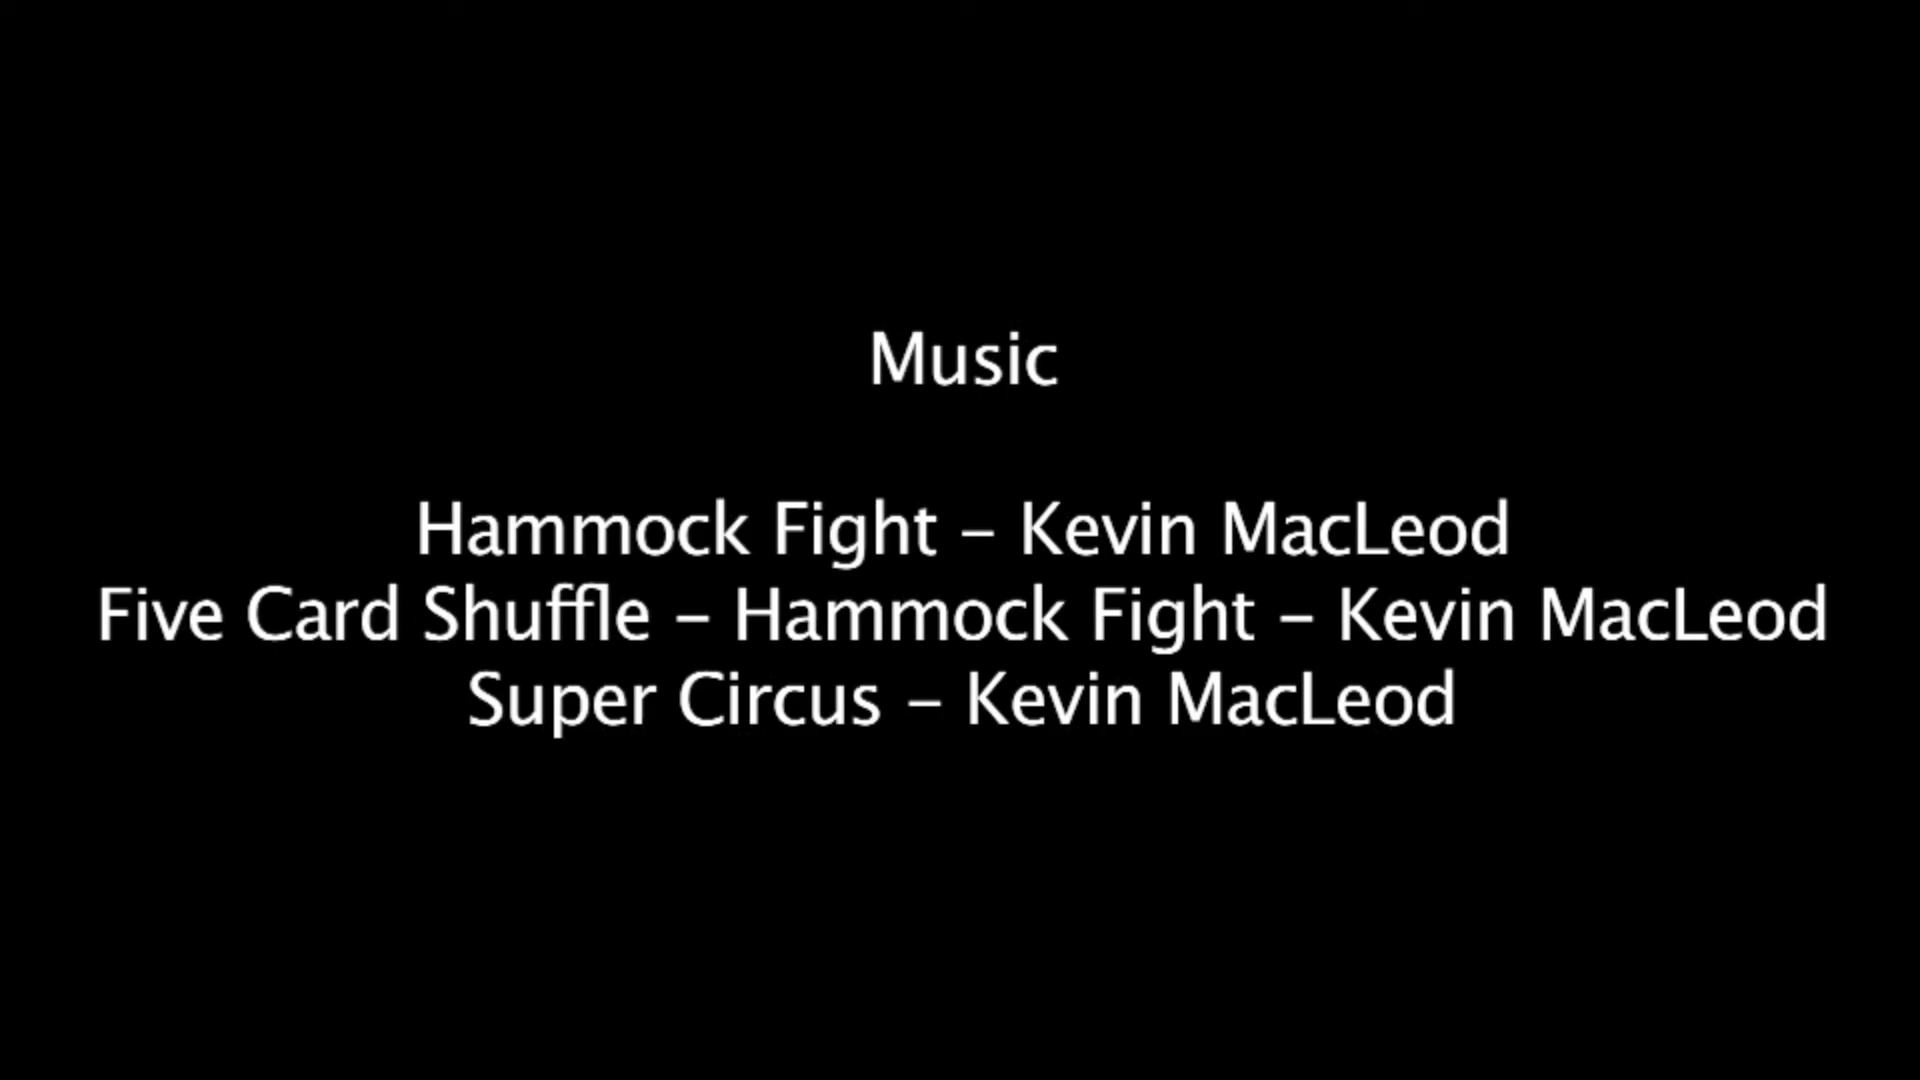 Music
Hammock Fight – Kevin MacLeod
Five Card Shuffle – Hammock Fight – Kevin MacLeod
Super Circus – Kevin MacLeod